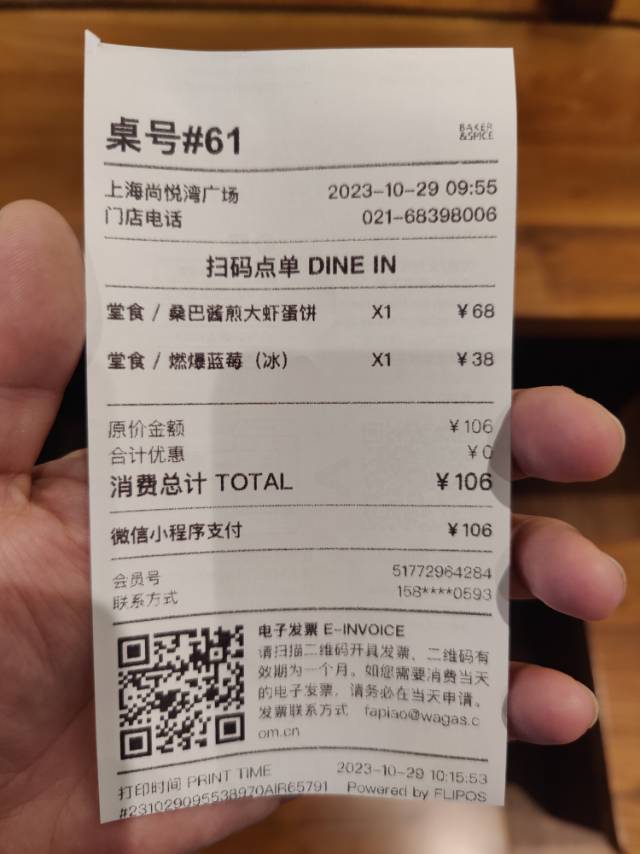 桌号#61
BAKER
&SPICE
上海尚悦湾广场 2023-10-29 09:55
门店电话 021-68398006
扫码点单 DINE IN
堂食 / 桑巴酱煎大虾蛋饼 X1 ¥68
堂食 / 燃爆蓝莓（冰） X1 ¥38
原价金额 ¥106
合计优惠 ¥0
消费总计 TOTAL ¥106
微信小程序支付 ¥106
会员号 51772964284
联系方式 158****0593
电子发票 E-INVOICE
请扫描二维码开具发票，二维码有
效期为一个月。如您需要消费当天
的电子发票，请务必在当天申请。
发票联系方式 fapiao@wagas.c
om.cn
打印时间 PRINT TIME 2023-10-29 10:15:53
#231029095538970AIR65791 Powered by FLIPOS